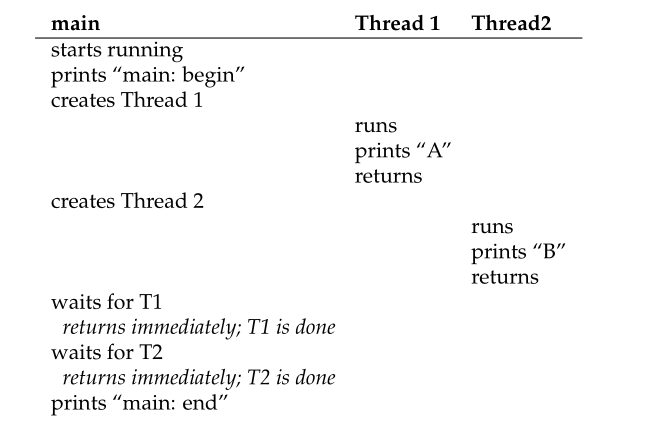 main Thread 1 Thread2
starts running
prints “main: begin”
creates Thread 1
runs
prints “A”
returns
creates Thread 2
runs
prints “B”
returns
waits for T1
returns immediately; T1 is done
waits for T2
returns immediately; T2 is done
prints “main: end”